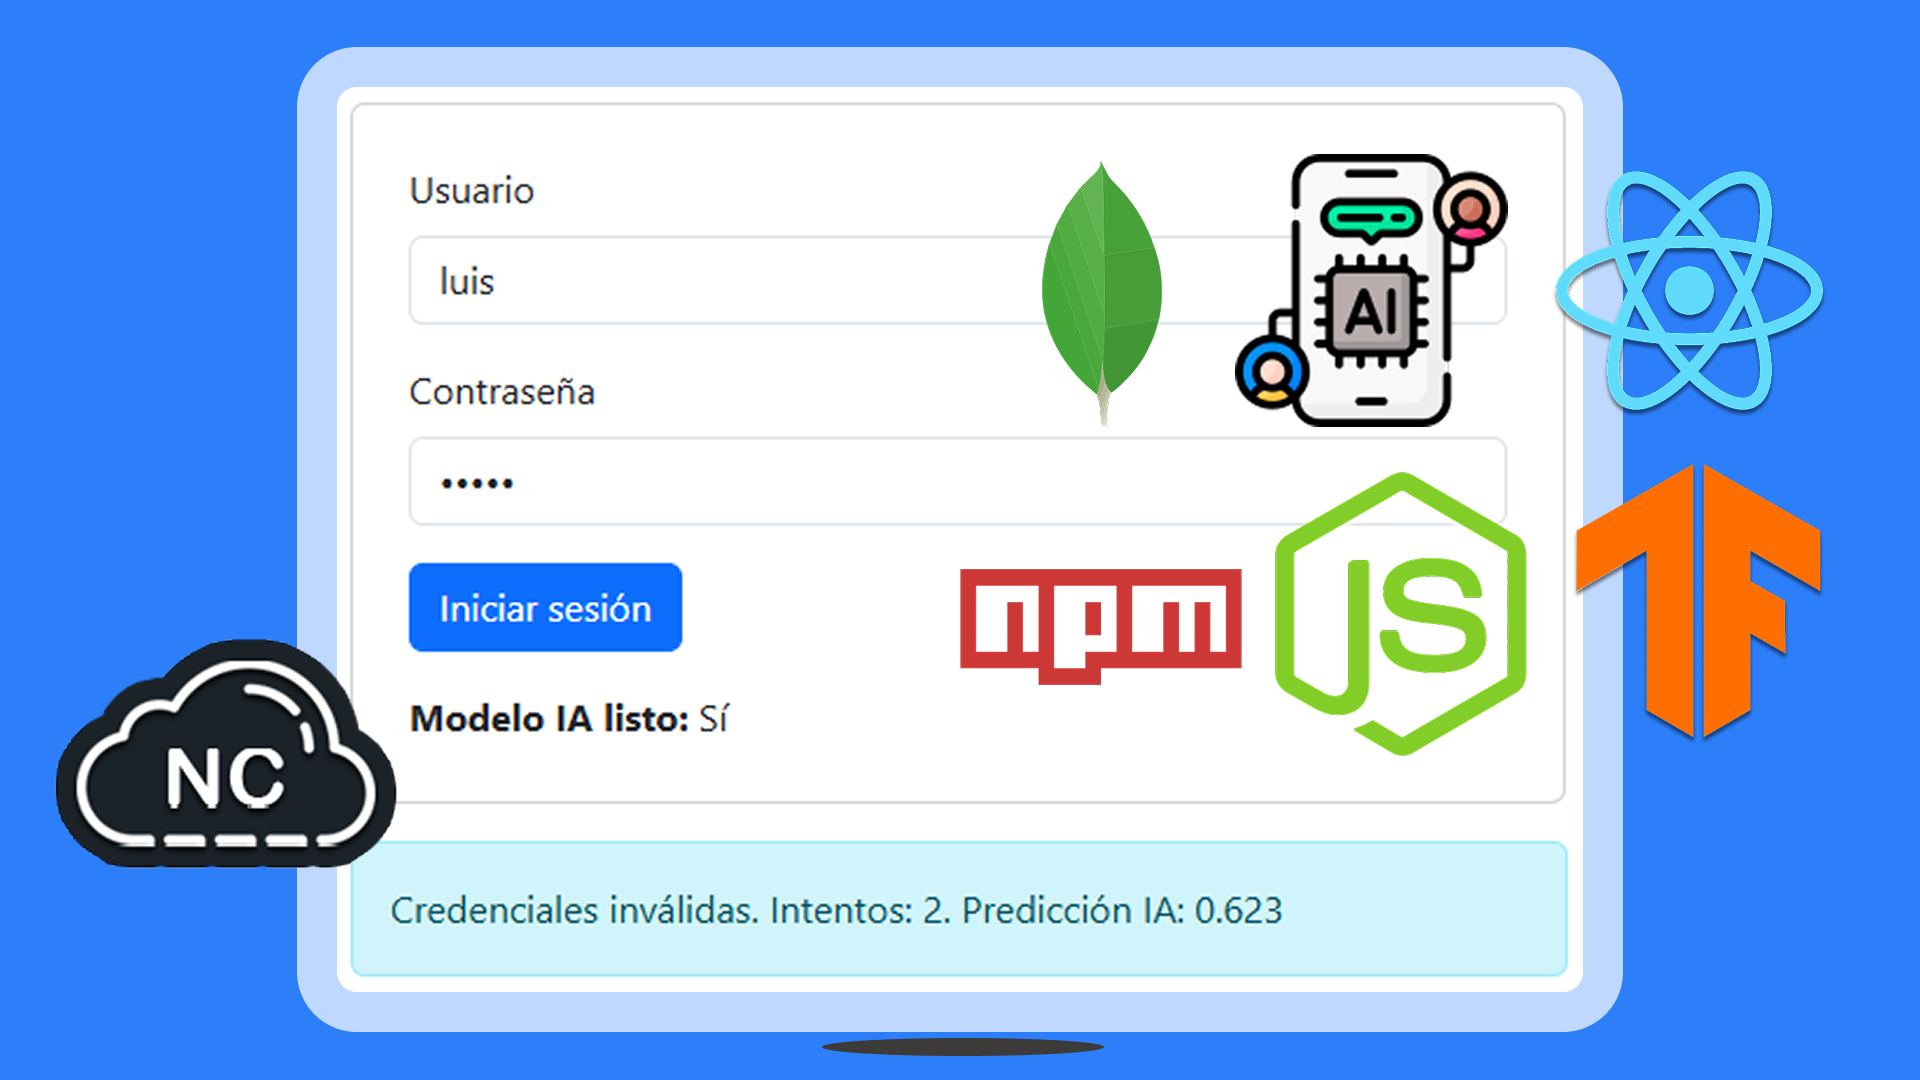 Usuario
luis
AI
Contraseña
•••••
Iniciar sesión
npm
JS
TF
Modelo IA listo: Sí
NC
Credenciales inválidas. Intentos: 2. Predicción IA: 0.623